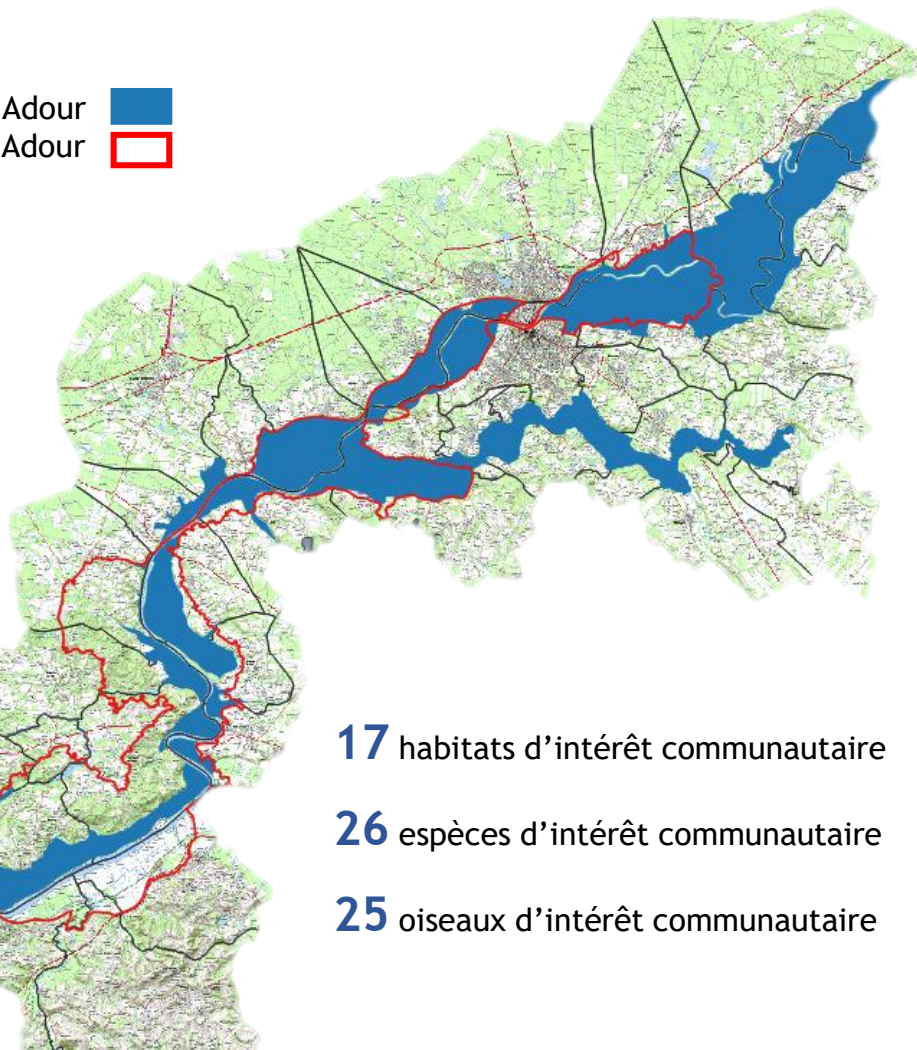 Adour
Adour
17 habitats d’intérêt communautaire
26 espèces d’intérêt communautaire
25 oiseaux d’intérêt communautaire